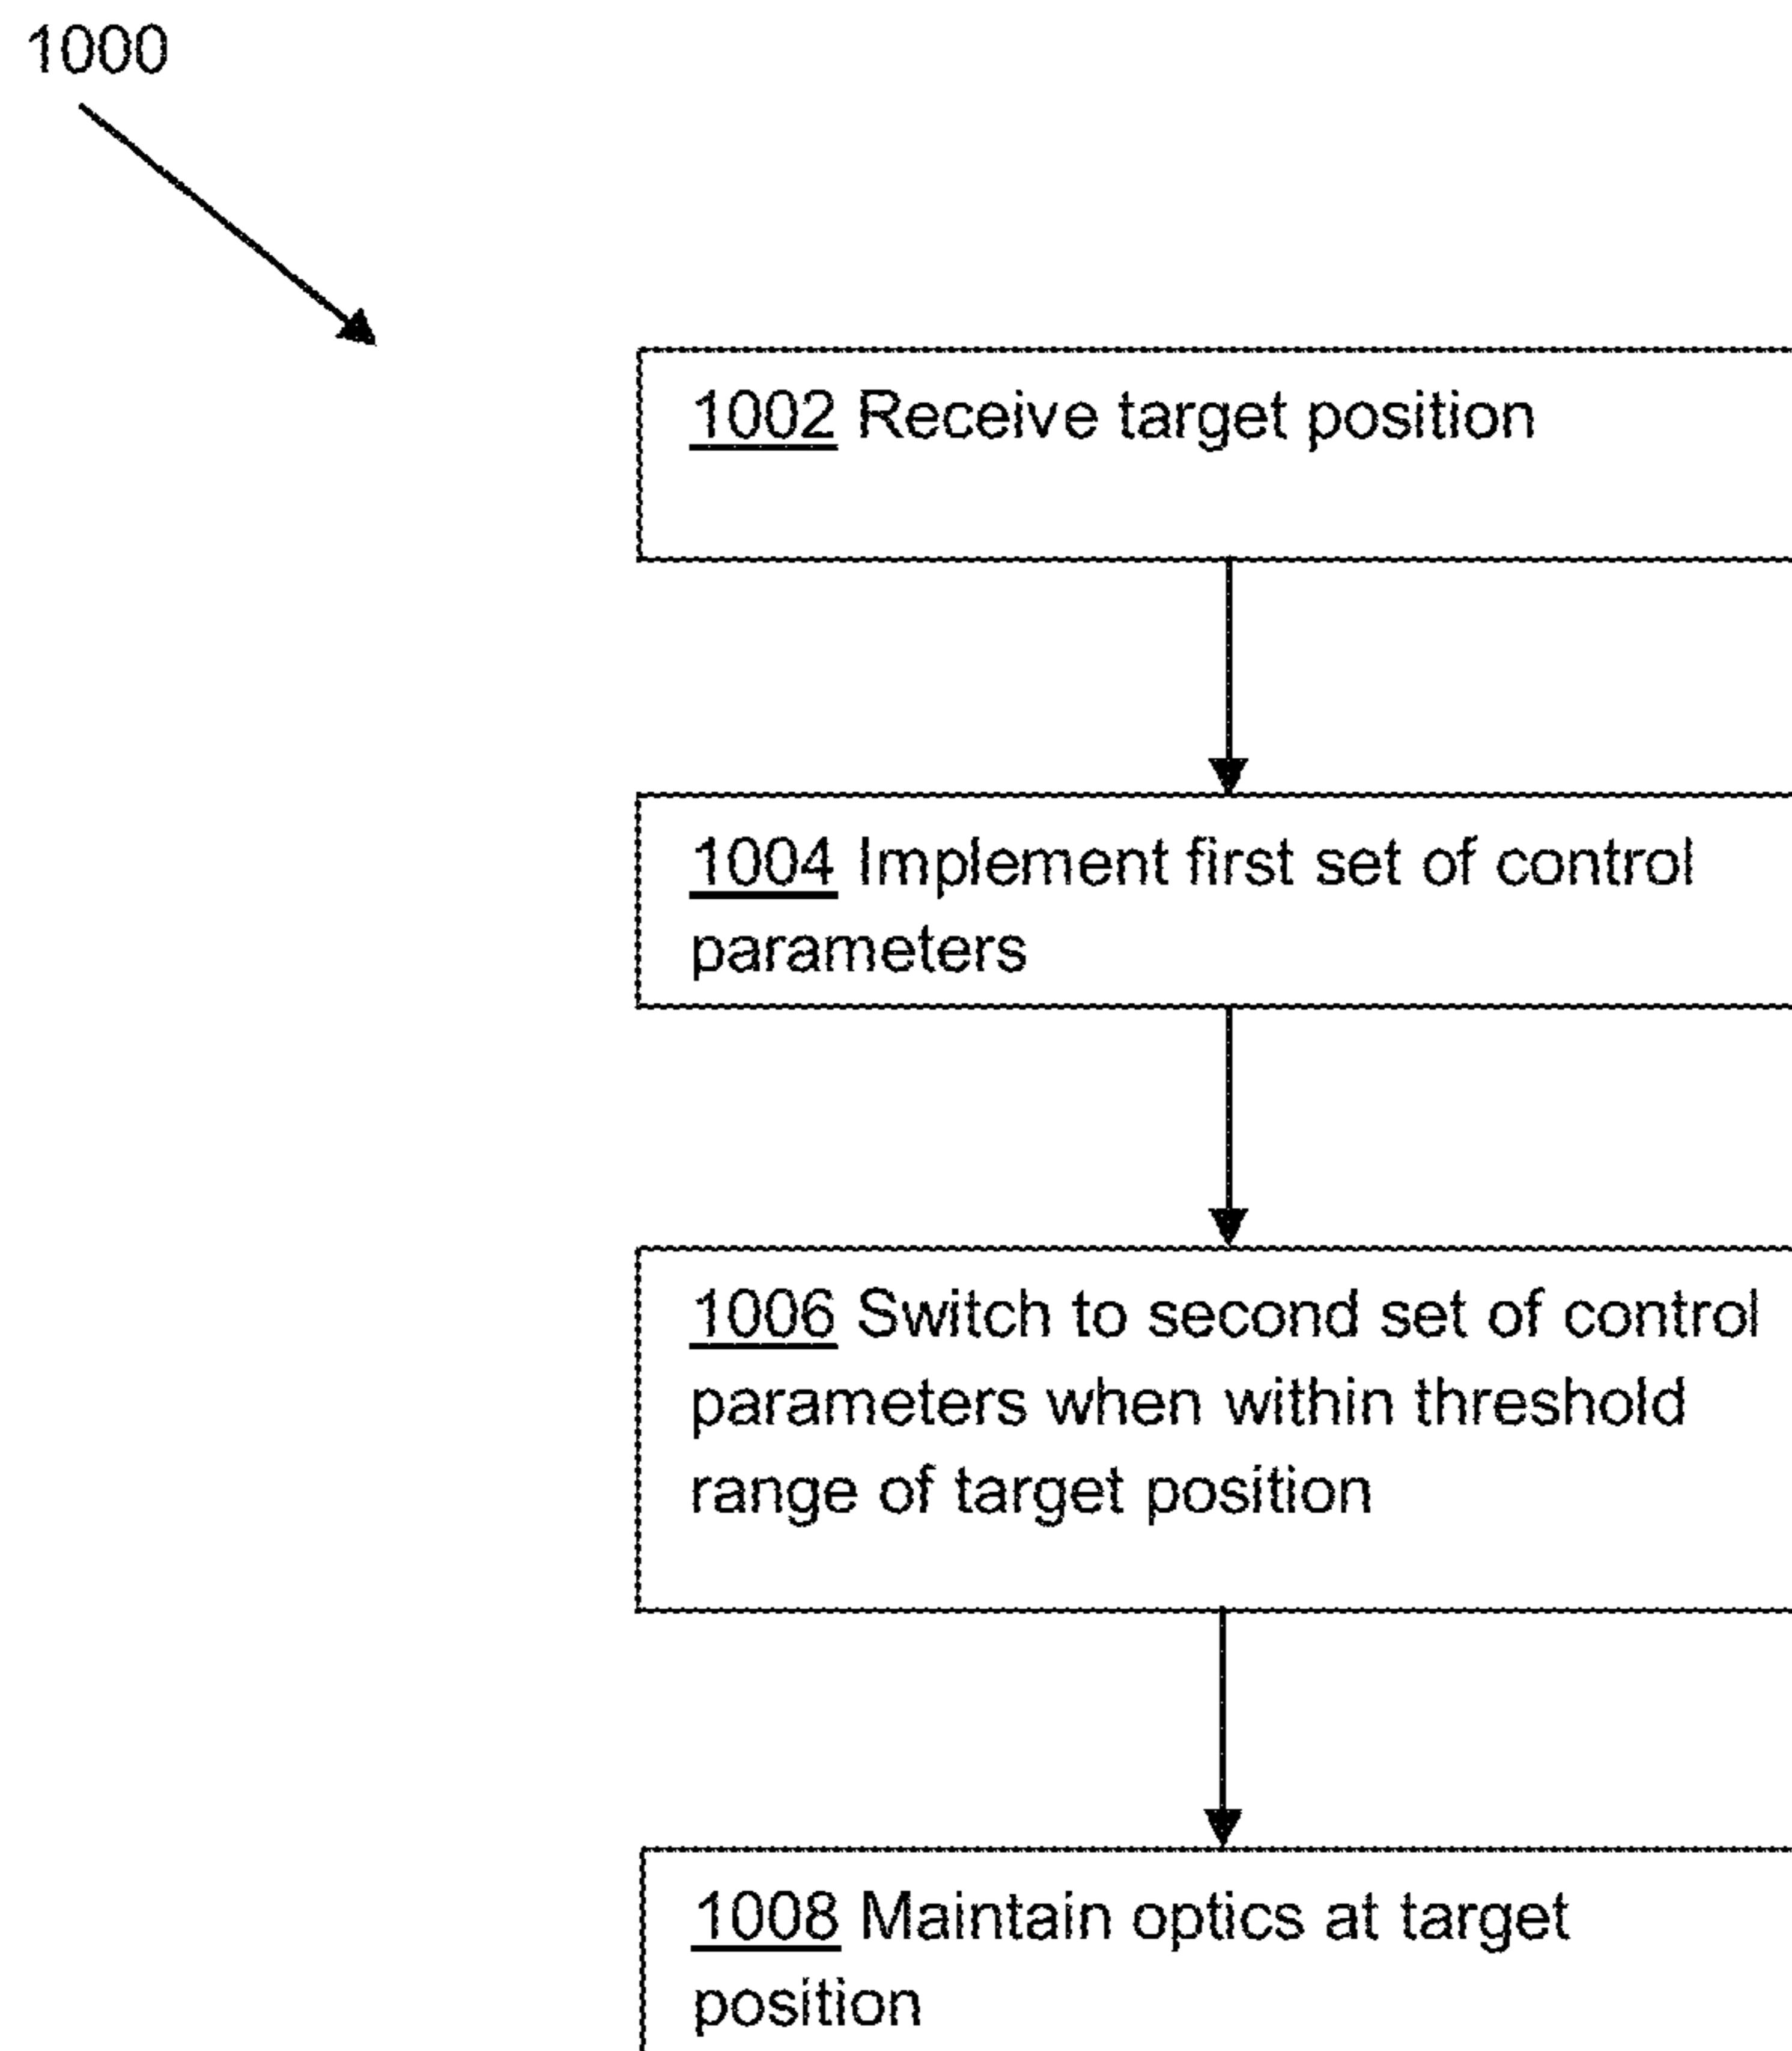 1000
1002 Receive target position
1004 Implement first set of control
parameters
1006 Switch to second set of control
parameters when within threshold
range of target position
1008 Maintain optics at target
position